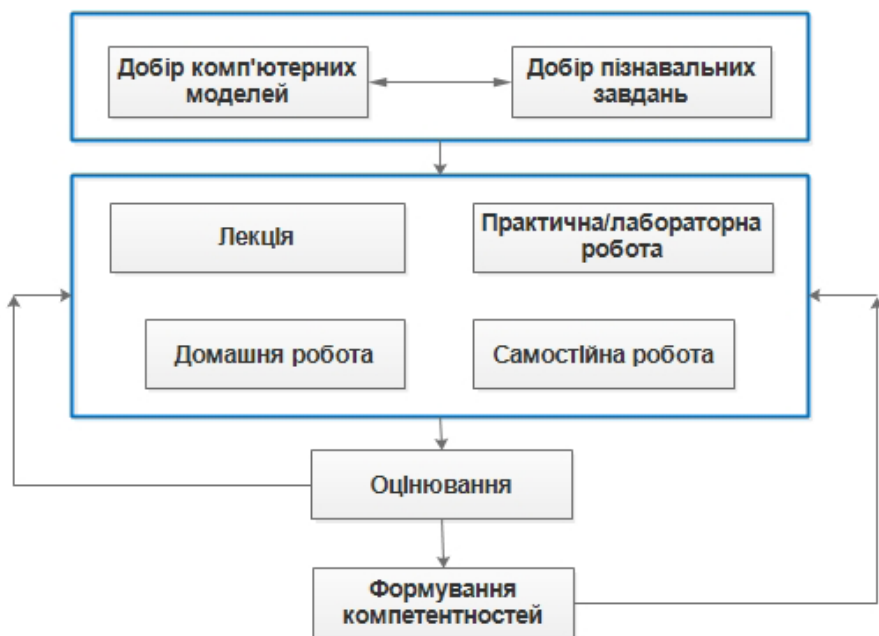 Добір комп'ютерних
моделей
Добір пізнавальних
завдань
Лекція
Практична/лабораторна
робота
Домашня робота
Самостійна робота
Оцінювання
Формування
компетентностей